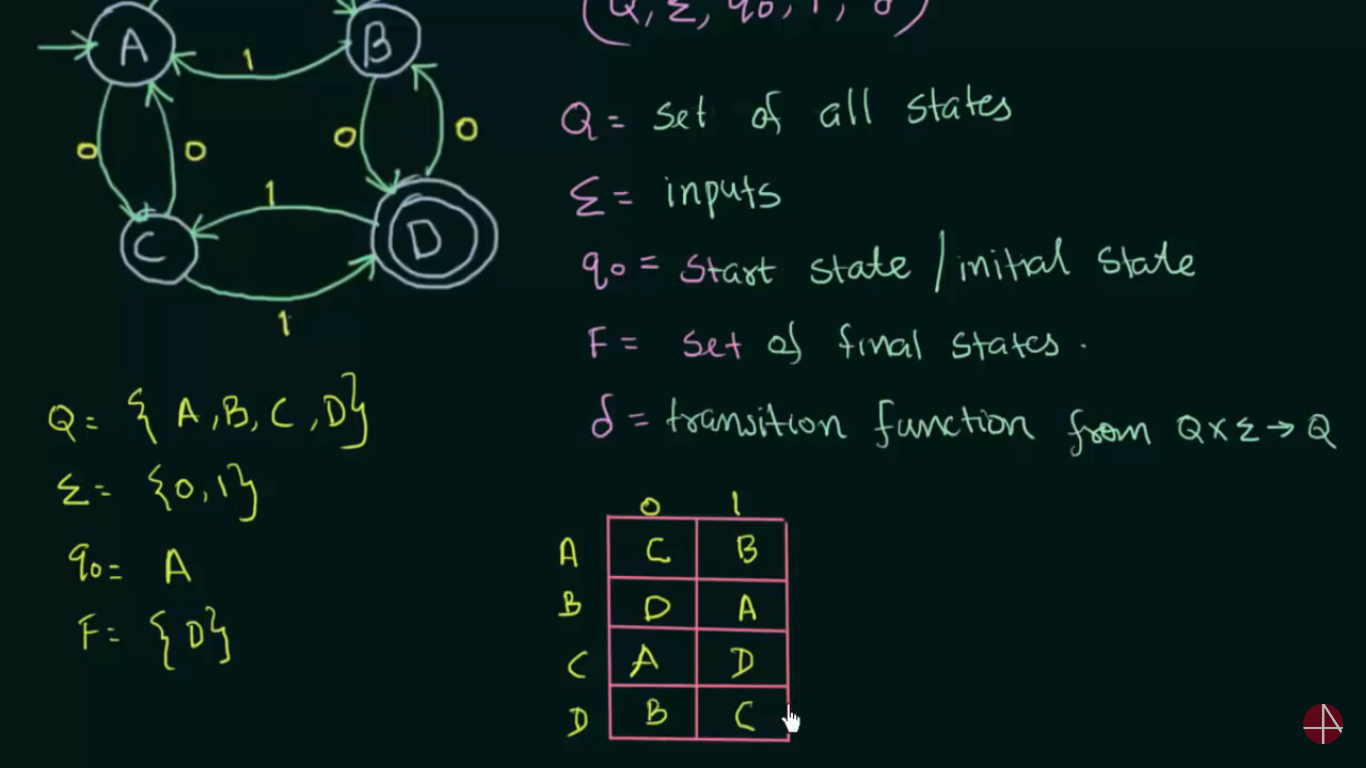 (Q, Σ, q0, F, δ)
A
B
1
0
0
0
0
1
C
D
1
Q = set of all states
Σ = inputs
q0 = Start state / initial state
F = set of final states.
δ = transition function from Q × Σ → Q
Q = { A, B, C, D}
Σ = {0, 1}
q0 = A
F = {D}
0 1
A C B
B D A
C A D
D B C